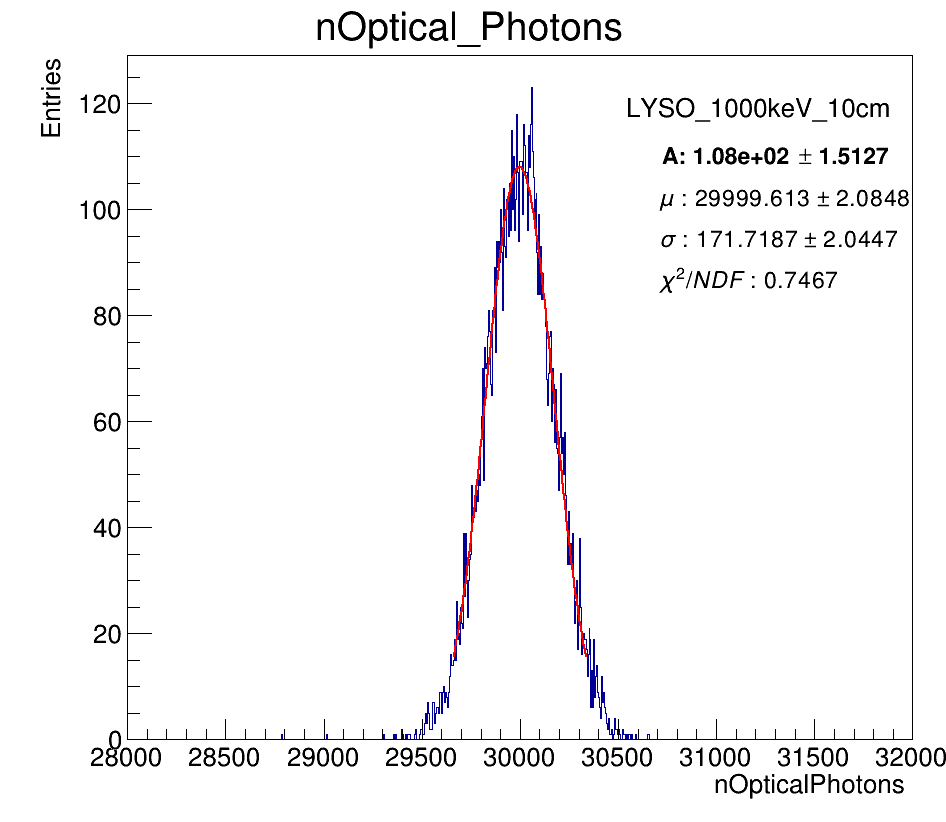 nOptical_Photons
Entries
LYSO_1000keV_10cm
A: 1.08e+02 ± 1.5127
μ : 29999.613 ± 2.0848
σ : 171.7187 ± 2.0447
χ²/NDF : 0.7467
120
100
80
60
40
20
0
28000 28500 29000 29500 30000 30500 31000 31500 32000
nOpticalPhotons